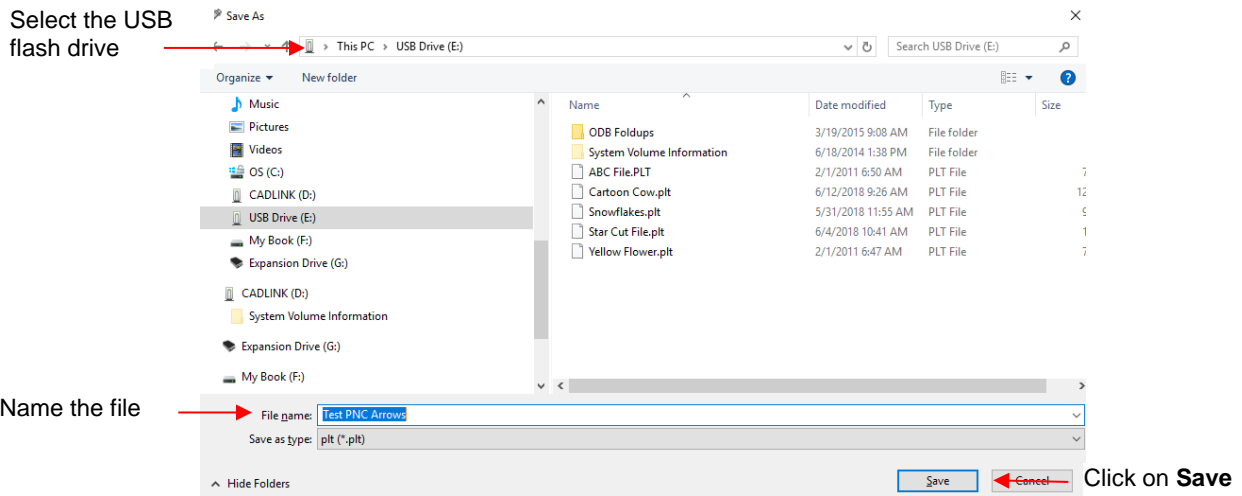 Select the USB
flash drive
Save As
This PC > USB Drive (E:)
Search USB Drive (E:)
Organize
New folder
Music
Pictures
Videos
OS (C:)
CADLINK (D:)
USB Drive (E:)
My Book (F:)
Expansion Drive (G:)
CADLINK (D:)
System Volume Information
Expansion Drive (G:)
My Book (F:)
Name Date modified Type Size
ODB Foldups 3/19/2015 9:08 AM File folder
System Volume Information 6/18/2014 1:38 PM File folder
ABC File.PLT 2/1/2011 6:50 AM PLT File 7
Cartoon Cow.plt 6/12/2018 9:26 AM PLT File 12
Snowflakes.plt 5/31/2018 11:55 AM PLT File 9
Star Cut File.plt 6/4/2018 10:41 AM PLT File 1
Yellow Flower.plt 2/1/2011 6:47 AM PLT File 7
Name the file
File name: Test PNC Arrows
Save as type: plt (*.plt)
Hide Folders
Save
Cancel
Click on Save